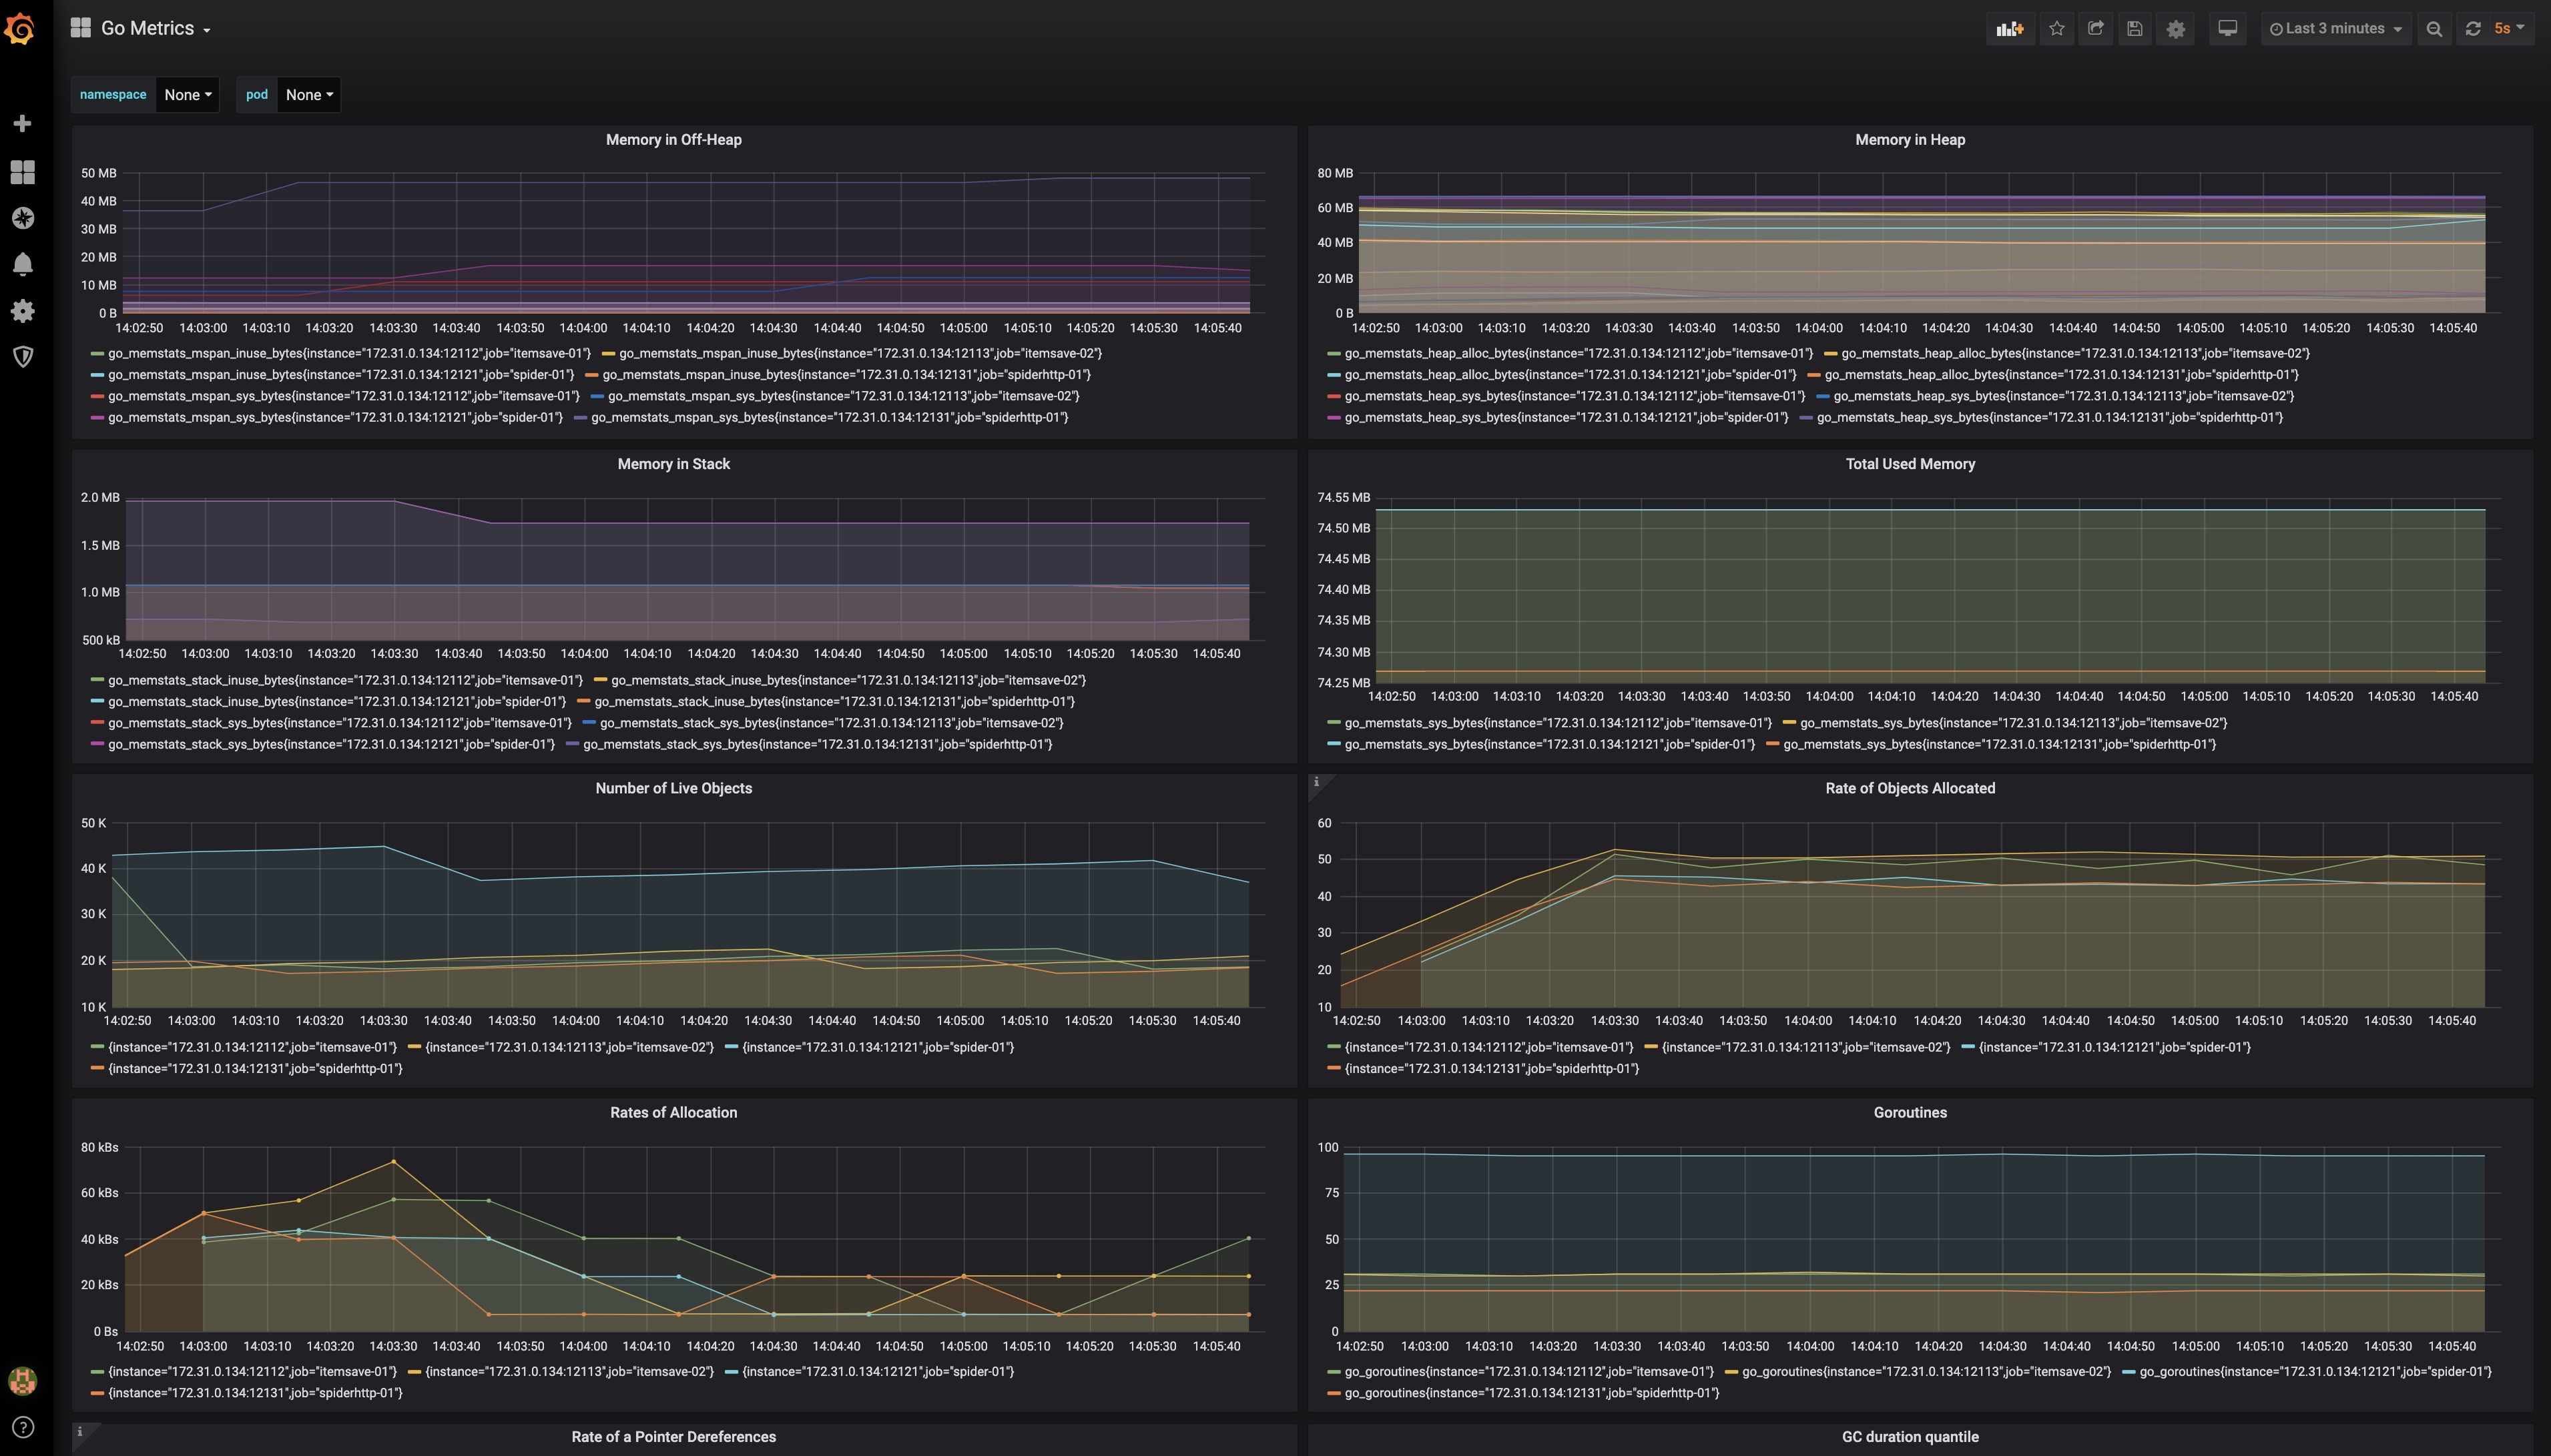 Go Metrics
Last 3 minutes 5s
namespace None pod None
Memory in Off-Heap
50 MB
40 MB
30 MB
20 MB
10 MB
0 B
14:02:50 14:03:00 14:03:10 14:03:20 14:03:30 14:03:40 14:03:50 14:04:00 14:04:10 14:04:20 14:04:30 14:04:40 14:04:50 14:05:00 14:05:10 14:05:20 14:05:30 14:05:40
go_memstats_mspan_inuse_bytes{instance="172.31.0.134:12112",job="itemsave-01"} go_memstats_mspan_inuse_bytes{instance="172.31.0.134:12113",job="itemsave-02"}
go_memstats_mspan_inuse_bytes{instance="172.31.0.134:12121",job="spider-01"} go_memstats_mspan_inuse_bytes{instance="172.31.0.134:12131",job="spiderhttp-01"}
go_memstats_mspan_sys_bytes{instance="172.31.0.134:12112",job="itemsave-01"} go_memstats_mspan_sys_bytes{instance="172.31.0.134:12113",job="itemsave-02"}
go_memstats_mspan_sys_bytes{instance="172.31.0.134:12121",job="spider-01"} go_memstats_mspan_sys_bytes{instance="172.31.0.134:12131",job="spiderhttp-01"}
Memory in Heap
80 MB
60 MB
40 MB
20 MB
0 B
14:02:50 14:03:00 14:03:10 14:03:20 14:03:30 14:03:40 14:03:50 14:04:00 14:04:10 14:04:20 14:04:30 14:04:40 14:04:50 14:05:00 14:05:10 14:05:20 14:05:30 14:05:40
go_memstats_heap_alloc_bytes{instance="172.31.0.134:12112",job="itemsave-01"} go_memstats_heap_alloc_bytes{instance="172.31.0.134:12113",job="itemsave-02"}
go_memstats_heap_alloc_bytes{instance="172.31.0.134:12121",job="spider-01"} go_memstats_heap_alloc_bytes{instance="172.31.0.134:12131",job="spiderhttp-01"}
go_memstats_heap_sys_bytes{instance="172.31.0.134:12112",job="itemsave-01"} go_memstats_heap_sys_bytes{instance="172.31.0.134:12113",job="itemsave-02"}
go_memstats_heap_sys_bytes{instance="172.31.0.134:12121",job="spider-01"} go_memstats_heap_sys_bytes{instance="172.31.0.134:12131",job="spiderhttp-01"}
Memory in Stack
2.0 MB
1.5 MB
1.0 MB
500 kB
14:02:50 14:03:00 14:03:10 14:03:20 14:03:30 14:03:40 14:03:50 14:04:00 14:04:10 14:04:20 14:04:30 14:04:40 14:04:50 14:05:00 14:05:10 14:05:20 14:05:30 14:05:40
go_memstats_stack_inuse_bytes{instance="172.31.0.134:12112",job="itemsave-01"} go_memstats_stack_inuse_bytes{instance="172.31.0.134:12113",job="itemsave-02"}
go_memstats_stack_inuse_bytes{instance="172.31.0.134:12121",job="spider-01"} go_memstats_stack_inuse_bytes{instance="172.31.0.134:12131",job="spiderhttp-01"}
go_memstats_stack_sys_bytes{instance="172.31.0.134:12112",job="itemsave-01"} go_memstats_stack_sys_bytes{instance="172.31.0.134:12113",job="itemsave-02"}
go_memstats_stack_sys_bytes{instance="172.31.0.134:12121",job="spider-01"} go_memstats_stack_sys_bytes{instance="172.31.0.134:12131",job="spiderhttp-01"}
Total Used Memory
74.55 MB
74.50 MB
74.45 MB
74.40 MB
74.35 MB
74.30 MB
74.25 MB
14:02:50 14:03:00 14:03:10 14:03:20 14:03:30 14:03:40 14:03:50 14:04:00 14:04:10 14:04:20 14:04:30 14:04:40 14:04:50 14:05:00 14:05:10 14:05:20 14:05:30 14:05:40
go_memstats_sys_bytes{instance="172.31.0.134:12112",job="itemsave-01"} go_memstats_sys_bytes{instance="172.31.0.134:12113",job="itemsave-02"}
go_memstats_sys_bytes{instance="172.31.0.134:12121",job="spider-01"} go_memstats_sys_bytes{instance="172.31.0.134:12131",job="spiderhttp-01"}
Number of Live Objects
50 K
40 K
30 K
20 K
10 K
14:02:50 14:03:00 14:03:10 14:03:20 14:03:30 14:03:40 14:03:50 14:04:00 14:04:10 14:04:20 14:04:30 14:04:40 14:04:50 14:05:00 14:05:10 14:05:20 14:05:30 14:05:40
{instance="172.31.0.134:12112",job="itemsave-01"} {instance="172.31.0.134:12113",job="itemsave-02"} {instance="172.31.0.134:12121",job="spider-01"}
{instance="172.31.0.134:12131",job="spiderhttp-01"}
i
Rate of Objects Allocated
60
50
40
30
20
10
14:02:50 14:03:00 14:03:10 14:03:20 14:03:30 14:03:40 14:03:50 14:04:00 14:04:10 14:04:20 14:04:30 14:04:40 14:04:50 14:05:00 14:05:10 14:05:20 14:05:30 14:05:40
{instance="172.31.0.134:12112",job="itemsave-01"} {instance="172.31.0.134:12113",job="itemsave-02"} {instance="172.31.0.134:12121",job="spider-01"}
{instance="172.31.0.134:12131",job="spiderhttp-01"}
Rates of Allocation
80 kBs
60 kBs
40 kBs
20 kBs
0 Bs
14:02:50 14:03:00 14:03:10 14:03:20 14:03:30 14:03:40 14:03:50 14:04:00 14:04:10 14:04:20 14:04:30 14:04:40 14:04:50 14:05:00 14:05:10 14:05:20 14:05:30 14:05:40
{instance="172.31.0.134:12112",job="itemsave-01"} {instance="172.31.0.134:12113",job="itemsave-02"} {instance="172.31.0.134:12121",job="spider-01"}
{instance="172.31.0.134:12131",job="spiderhttp-01"}
Goroutines
100
75
50
25
0
14:02:50 14:03:00 14:03:10 14:03:20 14:03:30 14:03:40 14:03:50 14:04:00 14:04:10 14:04:20 14:04:30 14:04:40 14:04:50 14:05:00 14:05:10 14:05:20 14:05:30 14:05:40
go_goroutines{instance="172.31.0.134:12112",job="itemsave-01"} go_goroutines{instance="172.31.0.134:12113",job="itemsave-02"} go_goroutines{instance="172.31.0.134:12121",job="spider-01"}
go_goroutines{instance="172.31.0.134:12131",job="spiderhttp-01"}
i
Rate of a Pointer Dereferences
GC duration quantile